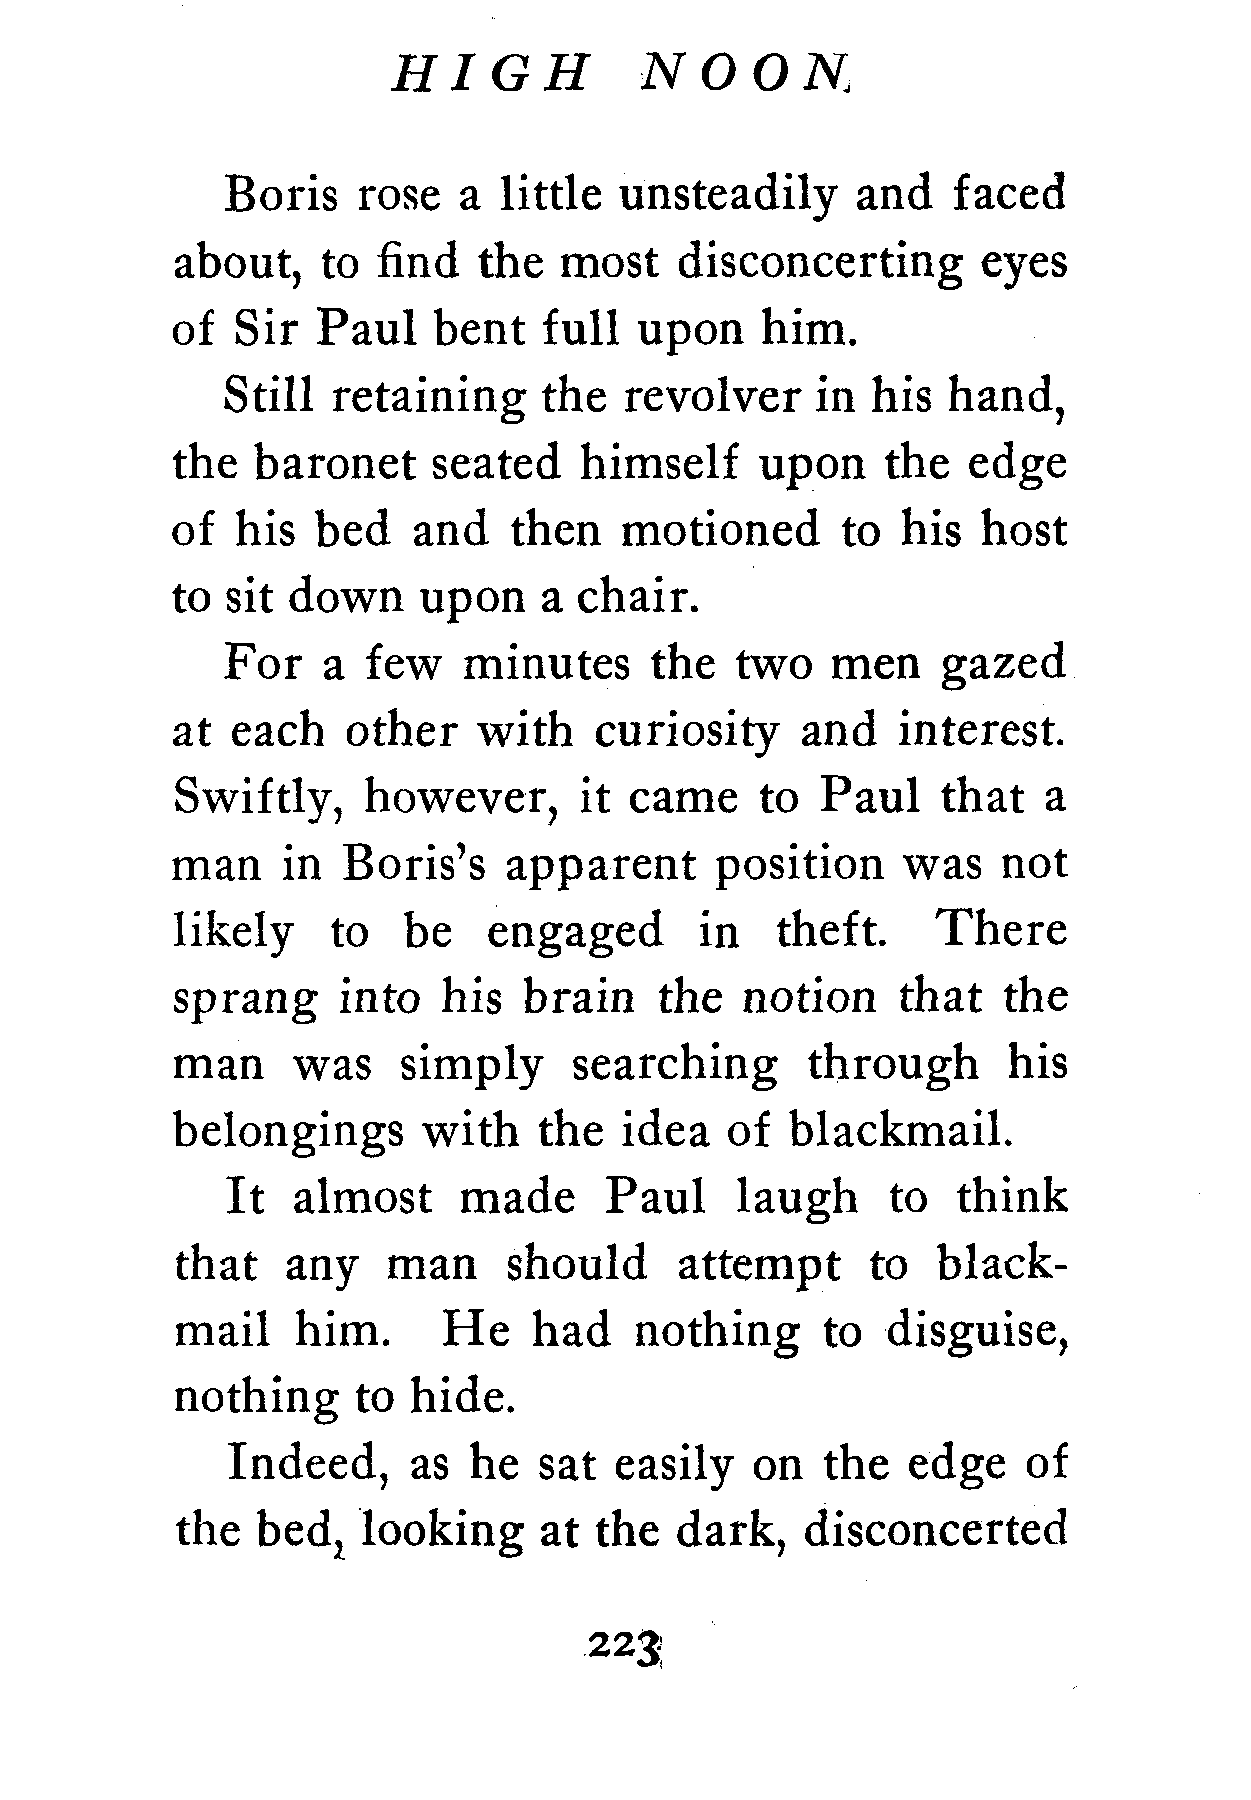 HIGH NOON
Boris rose a little unsteadily and faced
about, to find the most disconcerting eyes
of Sir Paul bent full upon him.
Still retaining the revolver in his hand,
the baronet seated himself upon the edge
of his bed and then motioned to his host
to sit down upon a chair.
For a few minutes the two men gazed
at each other with curiosity and interest.
Swiftly, however, it came to Paul that a
man in Boris's apparent position was not
likely to be engaged in theft. There
sprang into his brain the notion that the
man was simply searching through his
belongings with the idea of blackmail.
It almost made Paul laugh to think
that any man should attempt to black-
mail him. He had nothing to disguise,
nothing to hide.
Indeed, as he sat easily on the edge of
the bed, looking at the dark, disconcerted
223